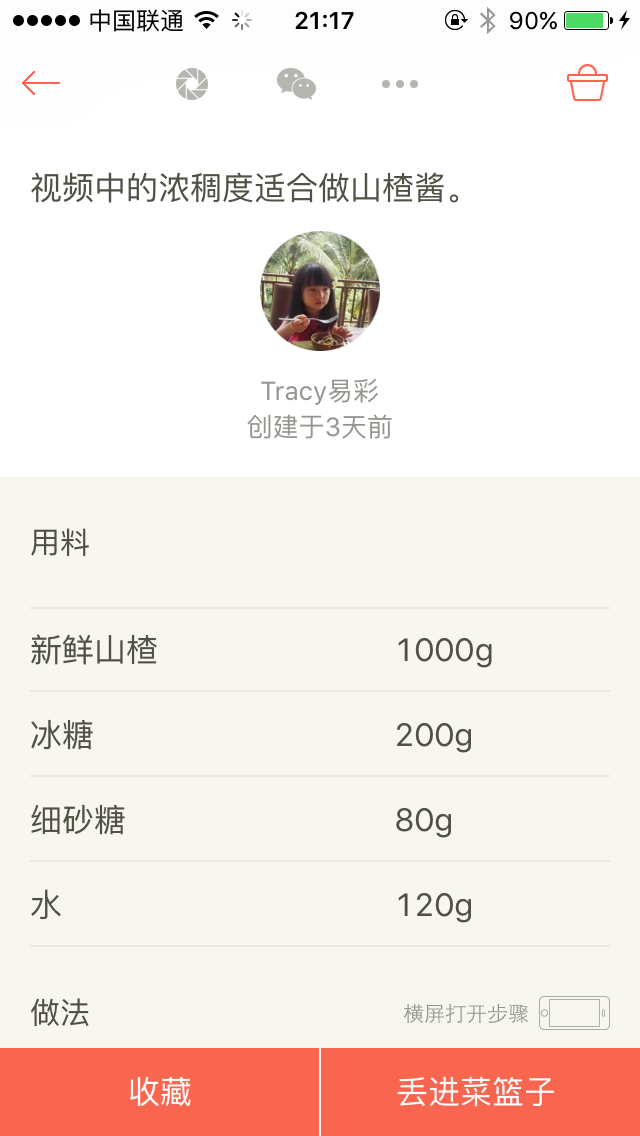 中国联通 21:17 90%
视频中的浓稠度适合做山楂酱。
Tracy易彩
创建于3天前
用料
新鲜山楂 1000g
冰糖 200g
细砂糖 80g
水 120g
做法 横屏打开步骤
收藏 丢进菜篮子